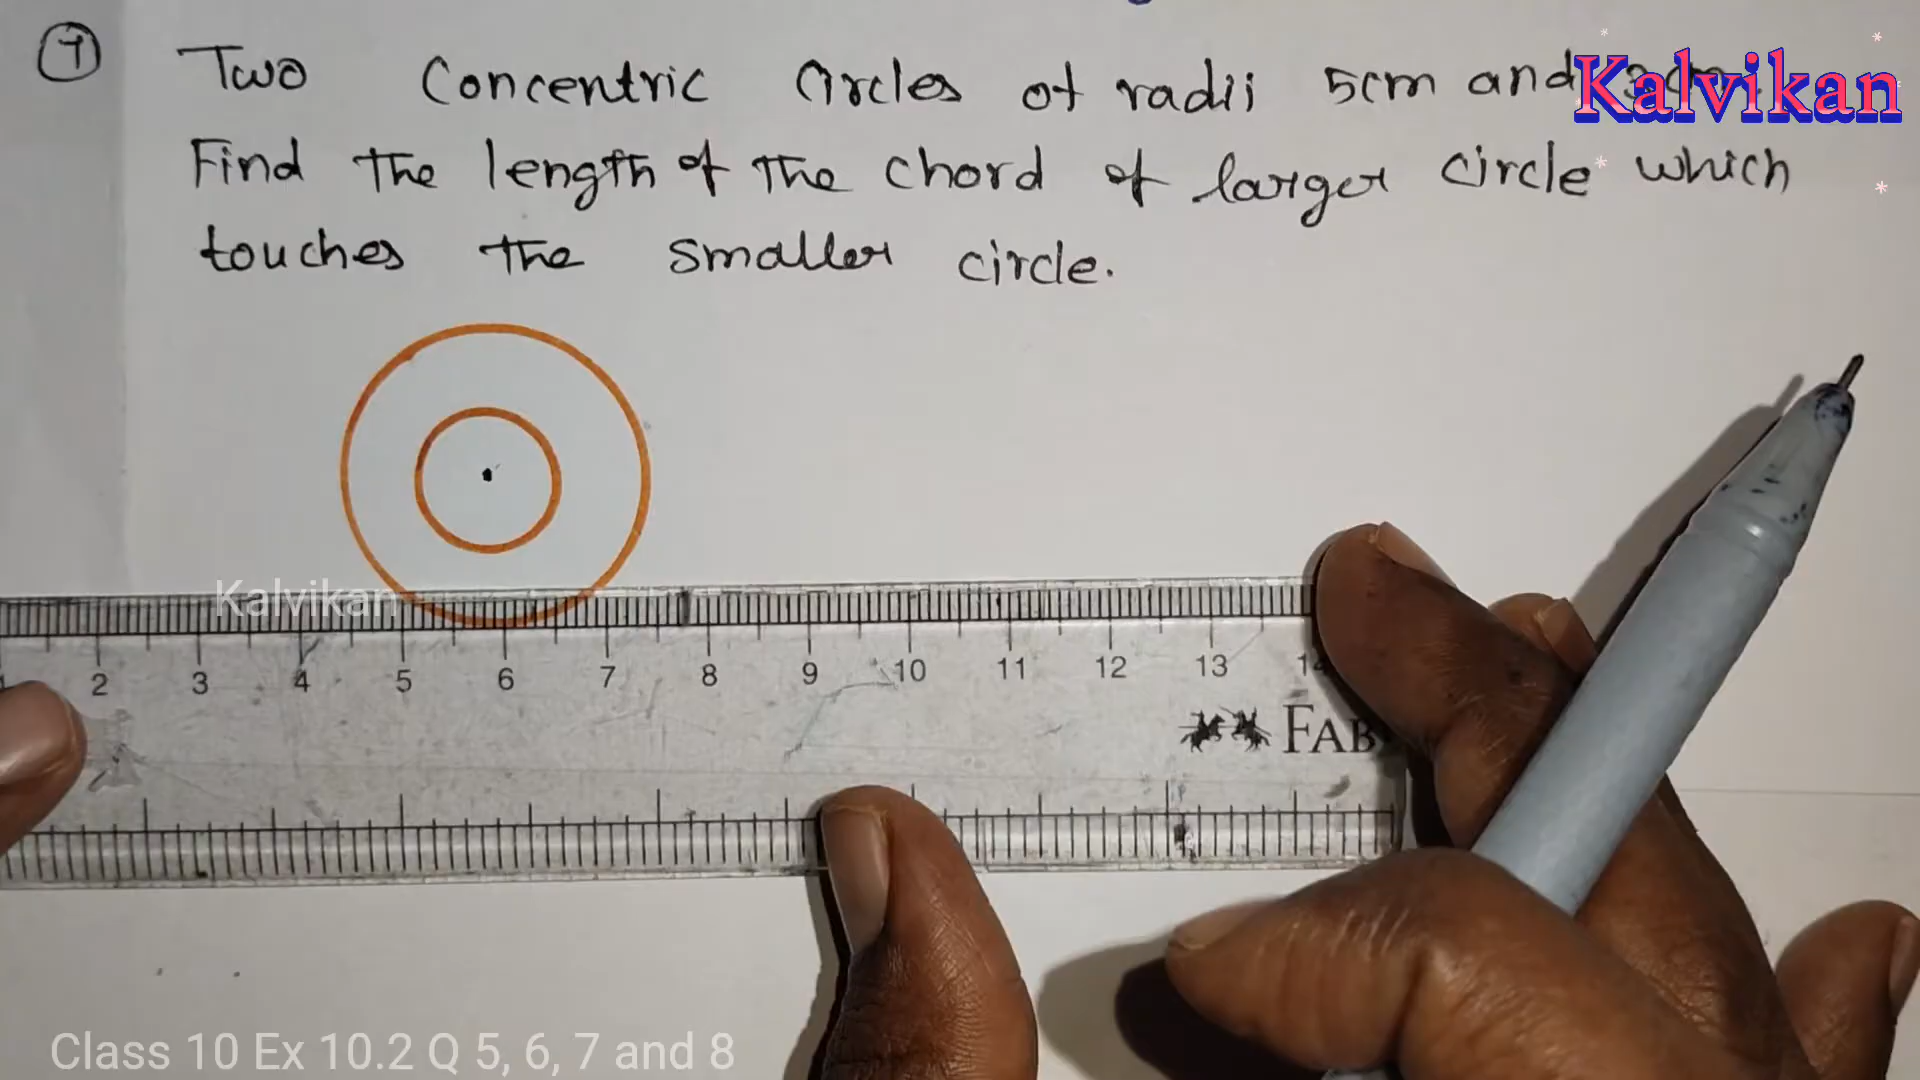 7 Two Concentric Circles of radii 5cm and 3cm.
Kalvikan
Find the length of the chord of larger circle which
touches the smaller circle.
Kalvikan
2 3 4 5 6 7 8 9 10 11 12 13
FAB
Class 10 Ex 10.2 Q 5, 6, 7 and 8